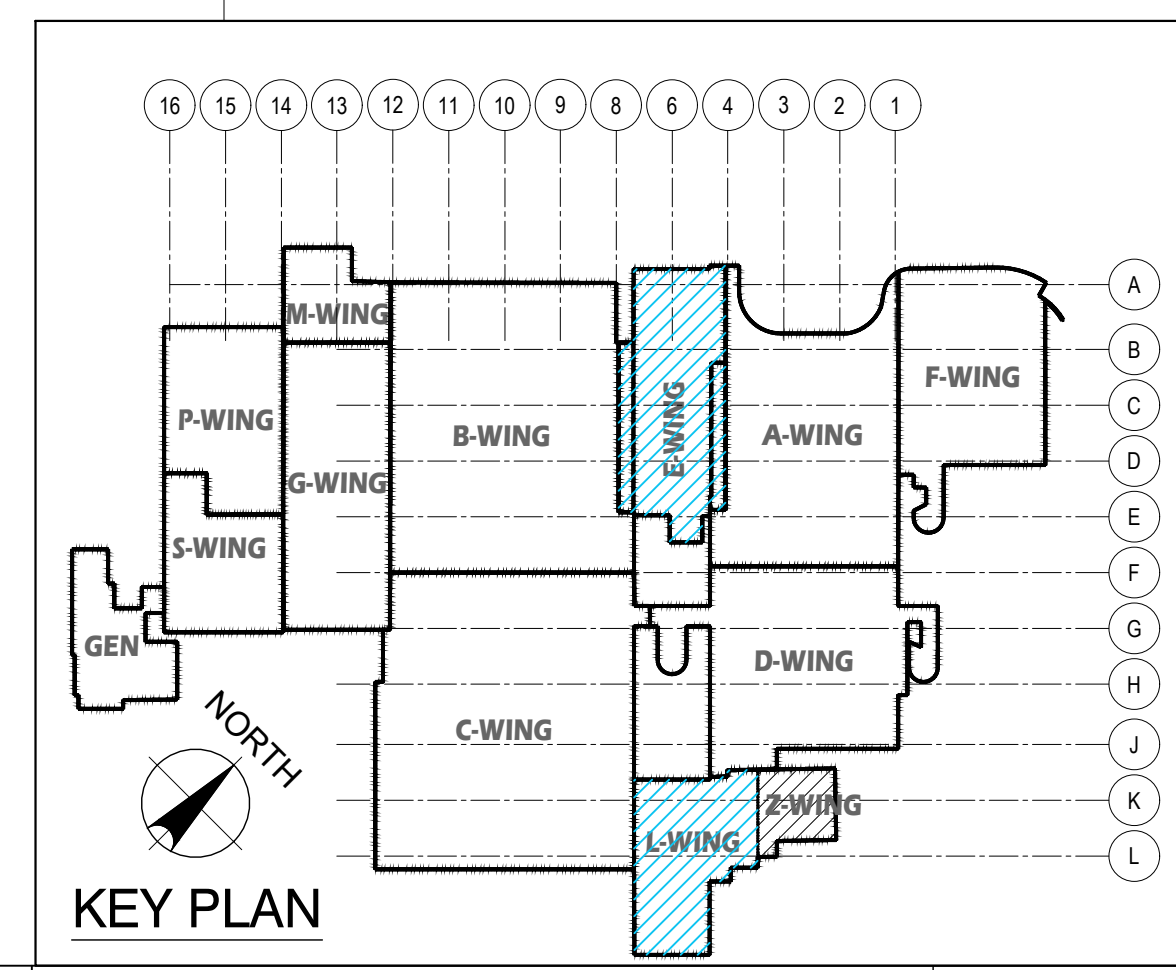 16 15 14 13 12 11 10 9 8 6 4 3 2 1
A
M-WING
B
F-WING
C
P-WING
B-WING
E-WING
A-WING
D
G-WING
E
S-WING
F
G
GEN
D-WING
H
NORTH
C-WING
J
K
Z-WING
L-WING
L
KEY PLAN